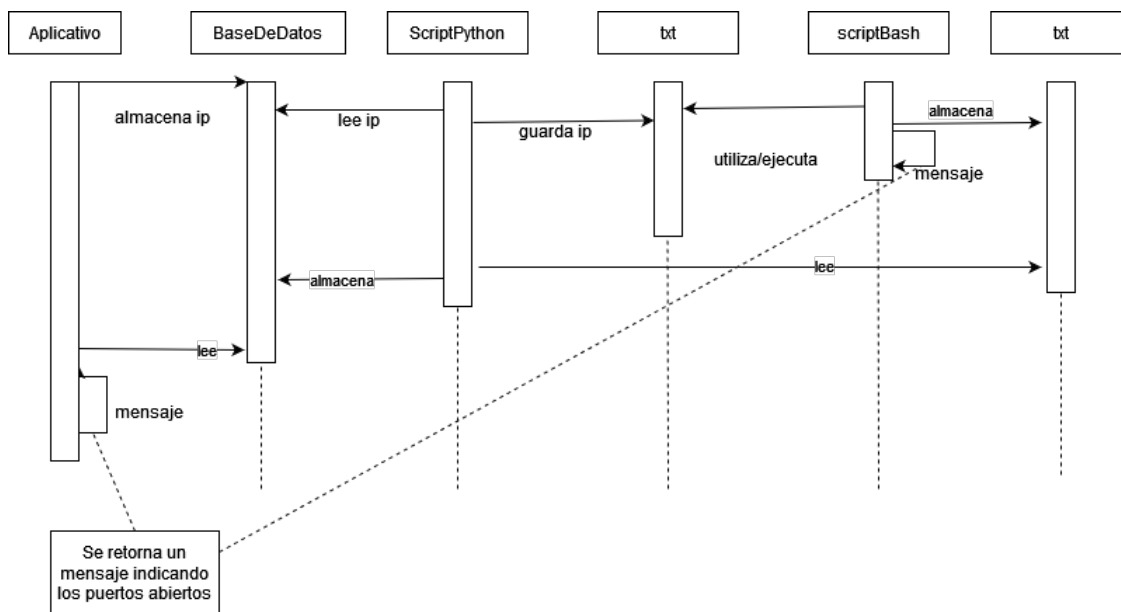 Aplicativo
BaseDeDatos
ScriptPython
txt
scriptBash
txt
almacena ip
lee ip
guarda ip
almacena
utiliza/ejecuta
mensaje
almacena
lee
lee
mensaje
Se retorna un
mensaje indicando
los puertos abiertos